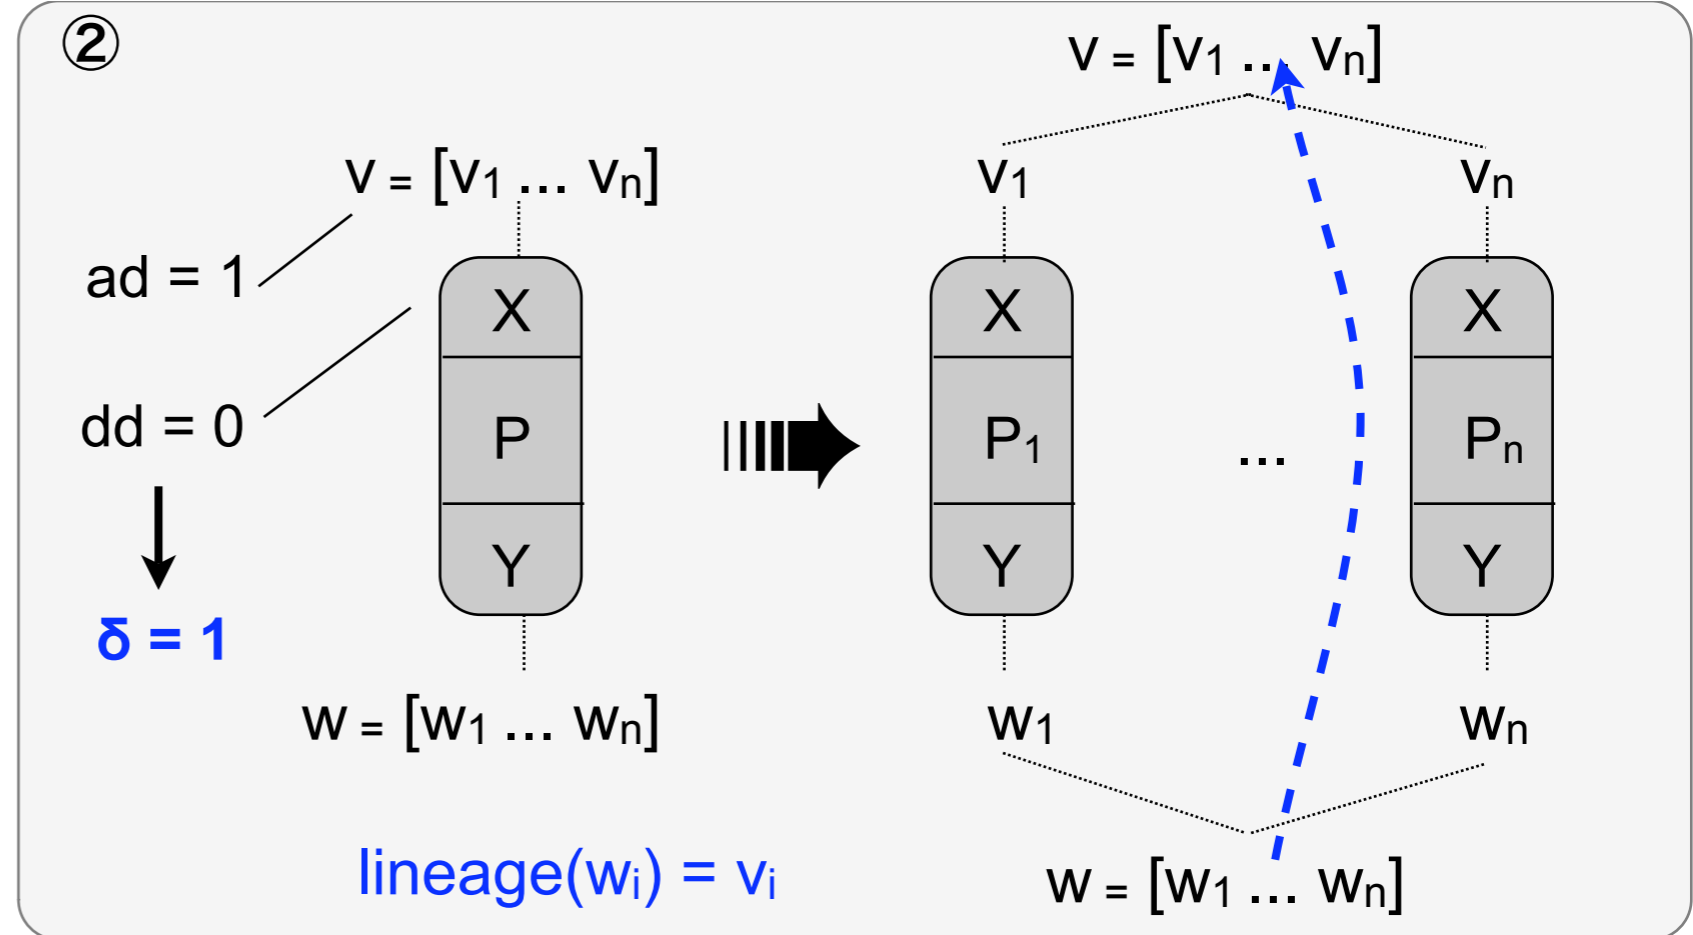 ②
v = [v1 ... vn]
ad = 1
dd = 0
δ = 1
X
P
Y
w = [w1 ... wn]
lineage(wi) = vi
v = [v1 ... vn]
v1
vn
X
P1
Y
...
X
Pn
Y
w1
wn
w = [w1 ... wn]